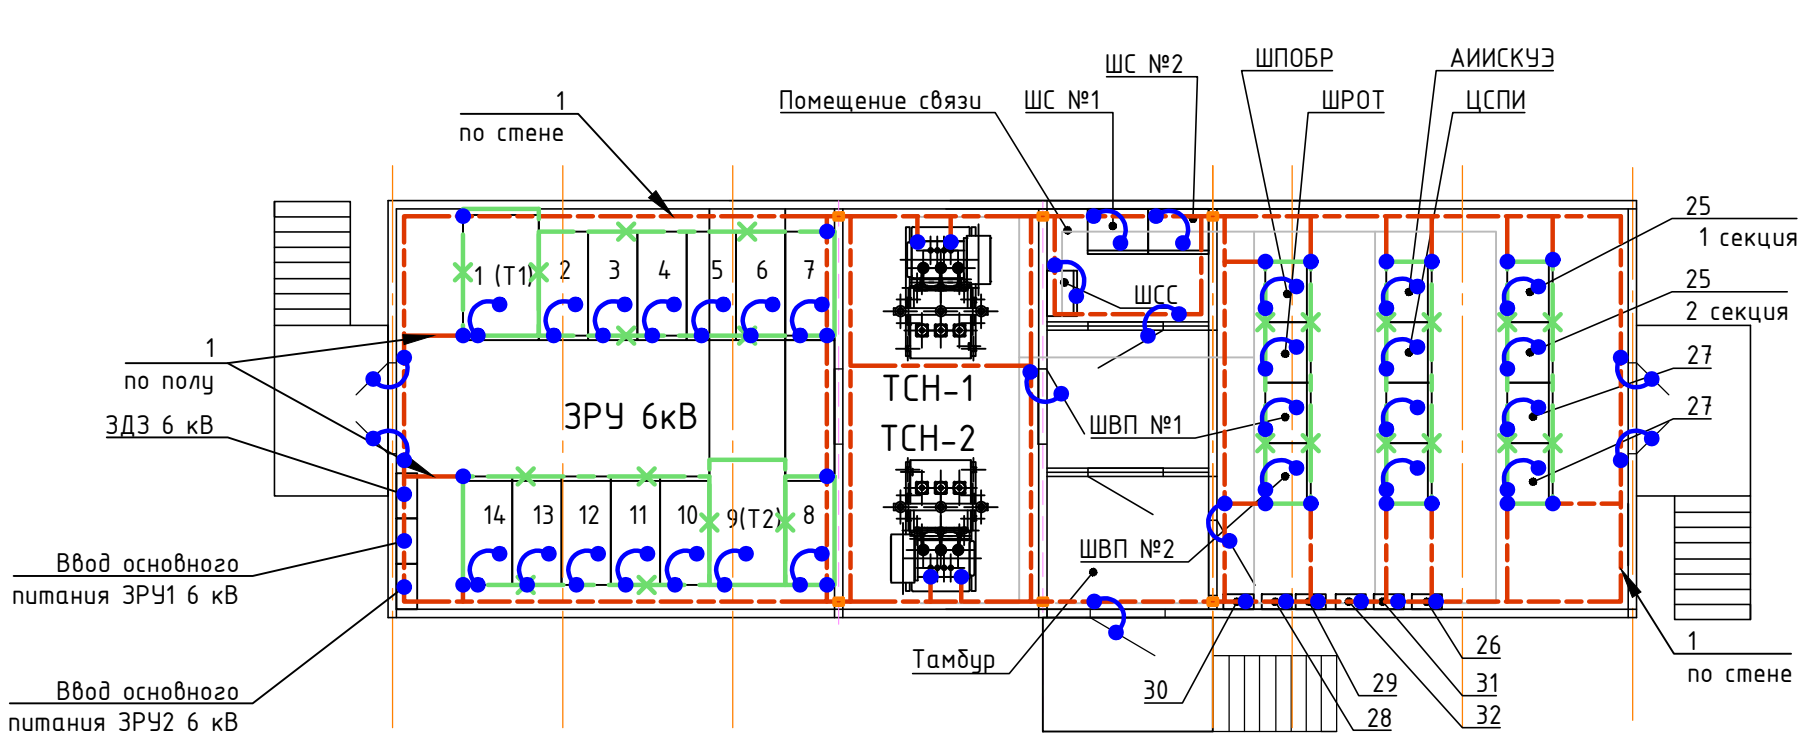 ШС №2
ШПОБР
АИИСКУЭ
1
по стене
Помещение связи
ШС №1
ШРОТ
ЦСПИ
25
1 секция
1 (Т1)
2
3
4
5
6
7
ШСС
25
2 секция
1
по полу
27
ТСН-1
ЗРУ 6кВ
ЗДЗ 6 кВ
ТСН-2
ШВП №1
27
14
13
12
11
10
9(Т2)
8
ШВП №2
Ввод основного
питания ЗРУ1 6 кВ
Тамбур
26
1
по стене
Ввод основного
питания ЗРУ2 6 кВ
30
29
31
28
32